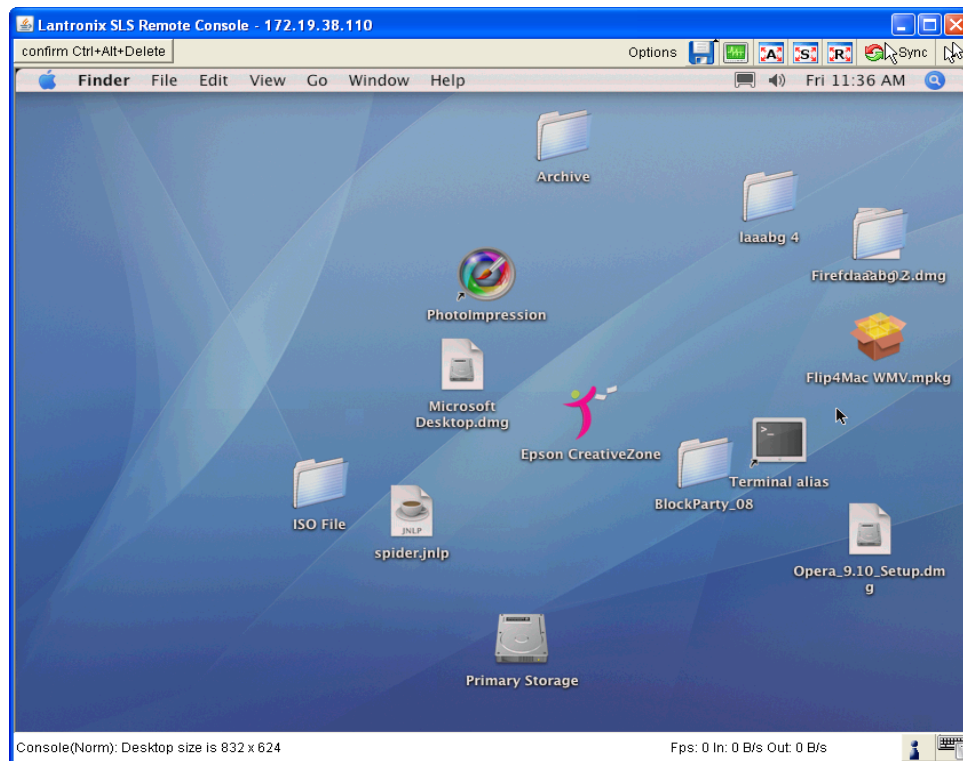 Lantronix SLS Remote Console - 172.19.38.110
confirm Ctrl+Alt+Delete
Options
A
S
R
Sync
Finder File Edit View Go Window Help
Fri 11:36 AM
Archive
laaabg 4
PhotoImpression
Flip4Mac WMV.mpkg
Microsoft
Desktop.dmg
Epson CreativeZone
>_
Terminal alias
BlockParty_08
ISO File
JNLP
spider.jnlp
Opera_9.10_Setup.dm
g
Primary Storage
Console(Norm): Desktop size is 832 x 624
Fps: 0 In: 0 B/s Out: 0 B/s